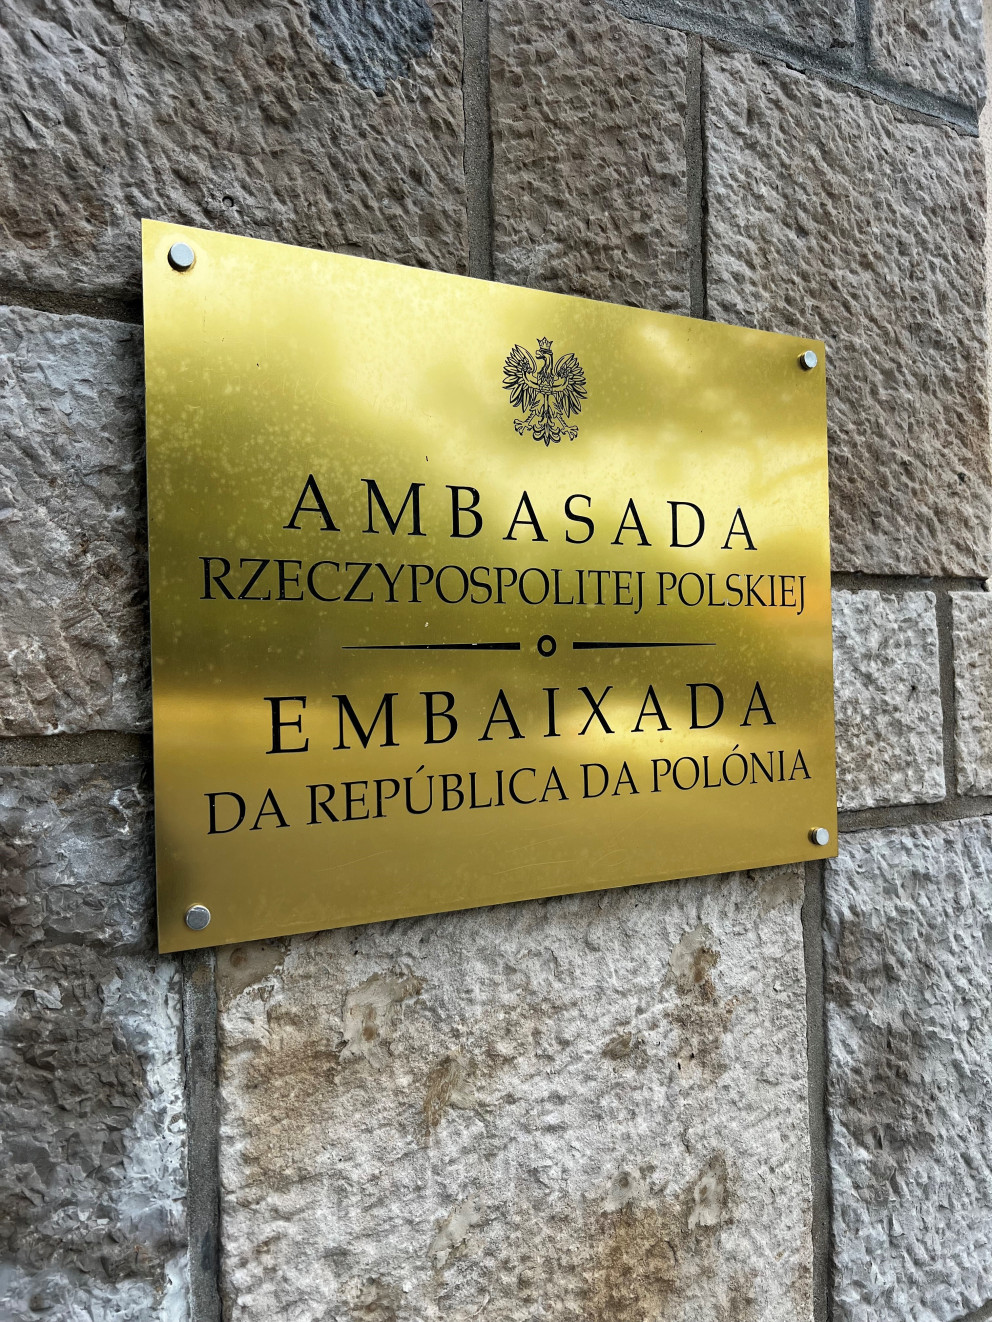 AMBASADA
RZECZYPOSPOLITEJ POLSKIEJ
EMBAIXADA
DA REPÚBLICA DA POLÓNIA